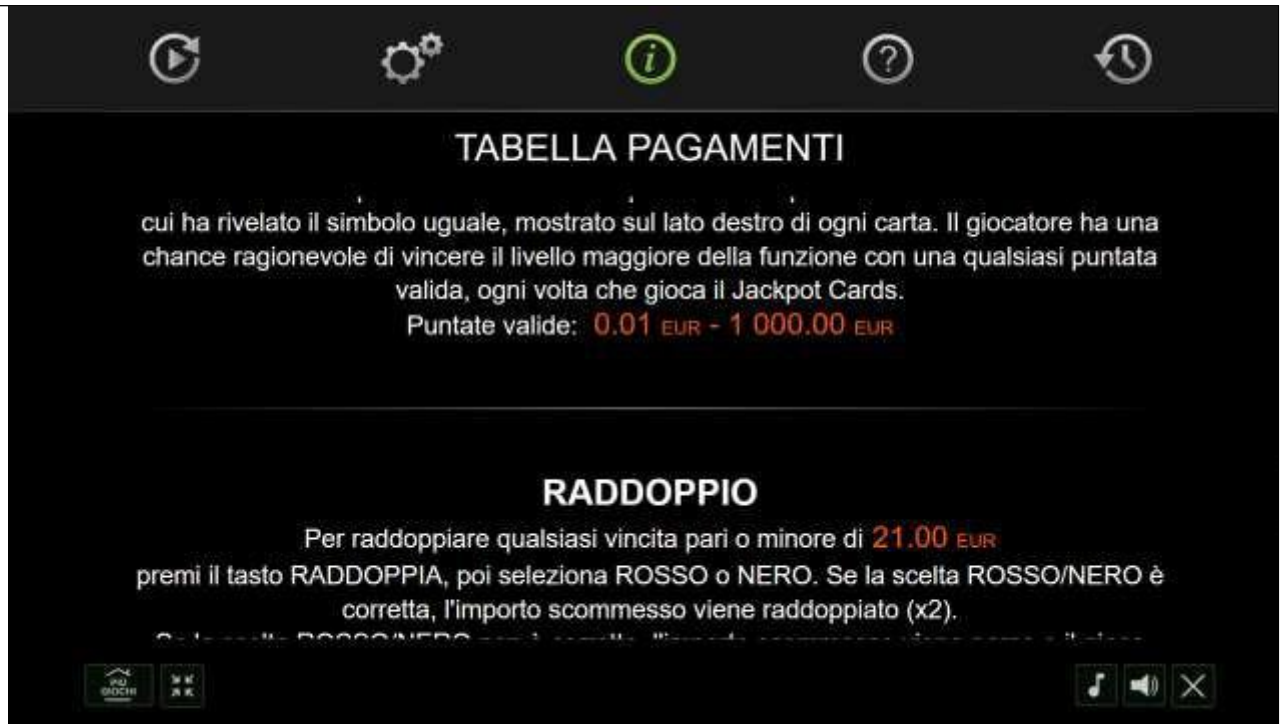 TABELLA PAGAMENTI
cui ha rivelato il simbolo uguale, mostrato sul lato destro di ogni carta. Il giocatore ha una
chance ragionevole di vincere il livello maggiore della funzione con una qualsiasi puntata
valida, ogni volta che gioca il Jackpot Cards.
Puntate valide: 0.01 EUR - 1 000.00 EUR
RADDOPPIO
Per raddoppiare qualsiasi vincita pari o minore di 21.00 EUR
premi il tasto RADDOPPIA, poi seleziona ROSSO o NERO. Se la scelta ROSSO/NERO è
corretta, l'importo scommesso viene raddoppiato (x2).
PIÙ
GIOCHI